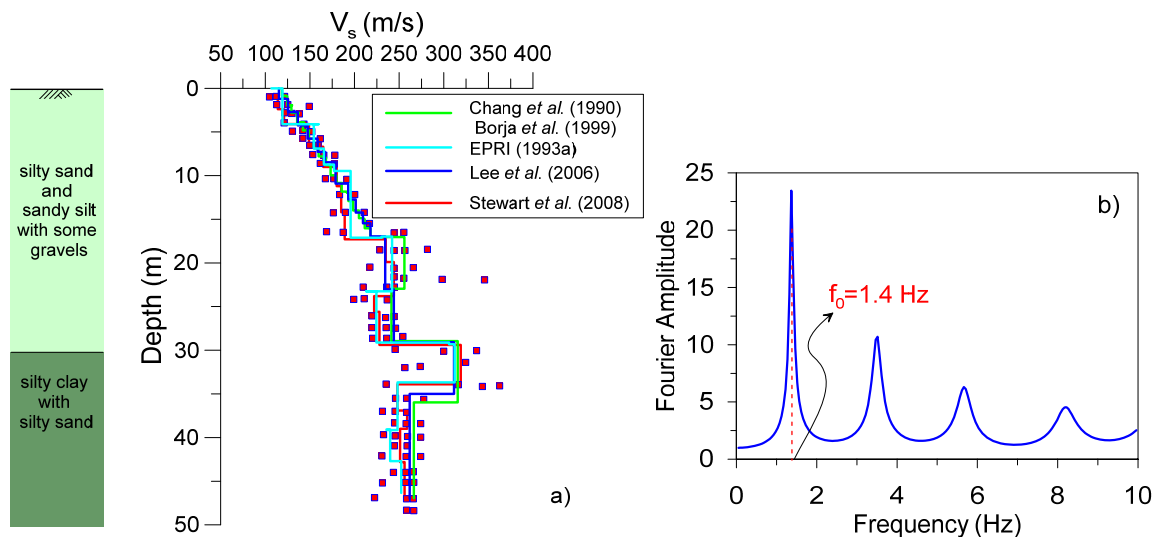 V_s (m/s)
50 100 150 200 250 300 350 400
0
10
20
30
40
50
Depth (m)
silty sand
and
sandy silt
with some
gravels
silty clay
with
silty sand
Chang et al. (1990)
Borja et al. (1999)
EPRI (1993a)
Lee et al. (2006)
Stewart et al. (2008)
a)
25
20
15
10
5
0
Fourier Amplitude
b)
f_0=1.4 Hz
0 2 4 6 8 10
Frequency (Hz)